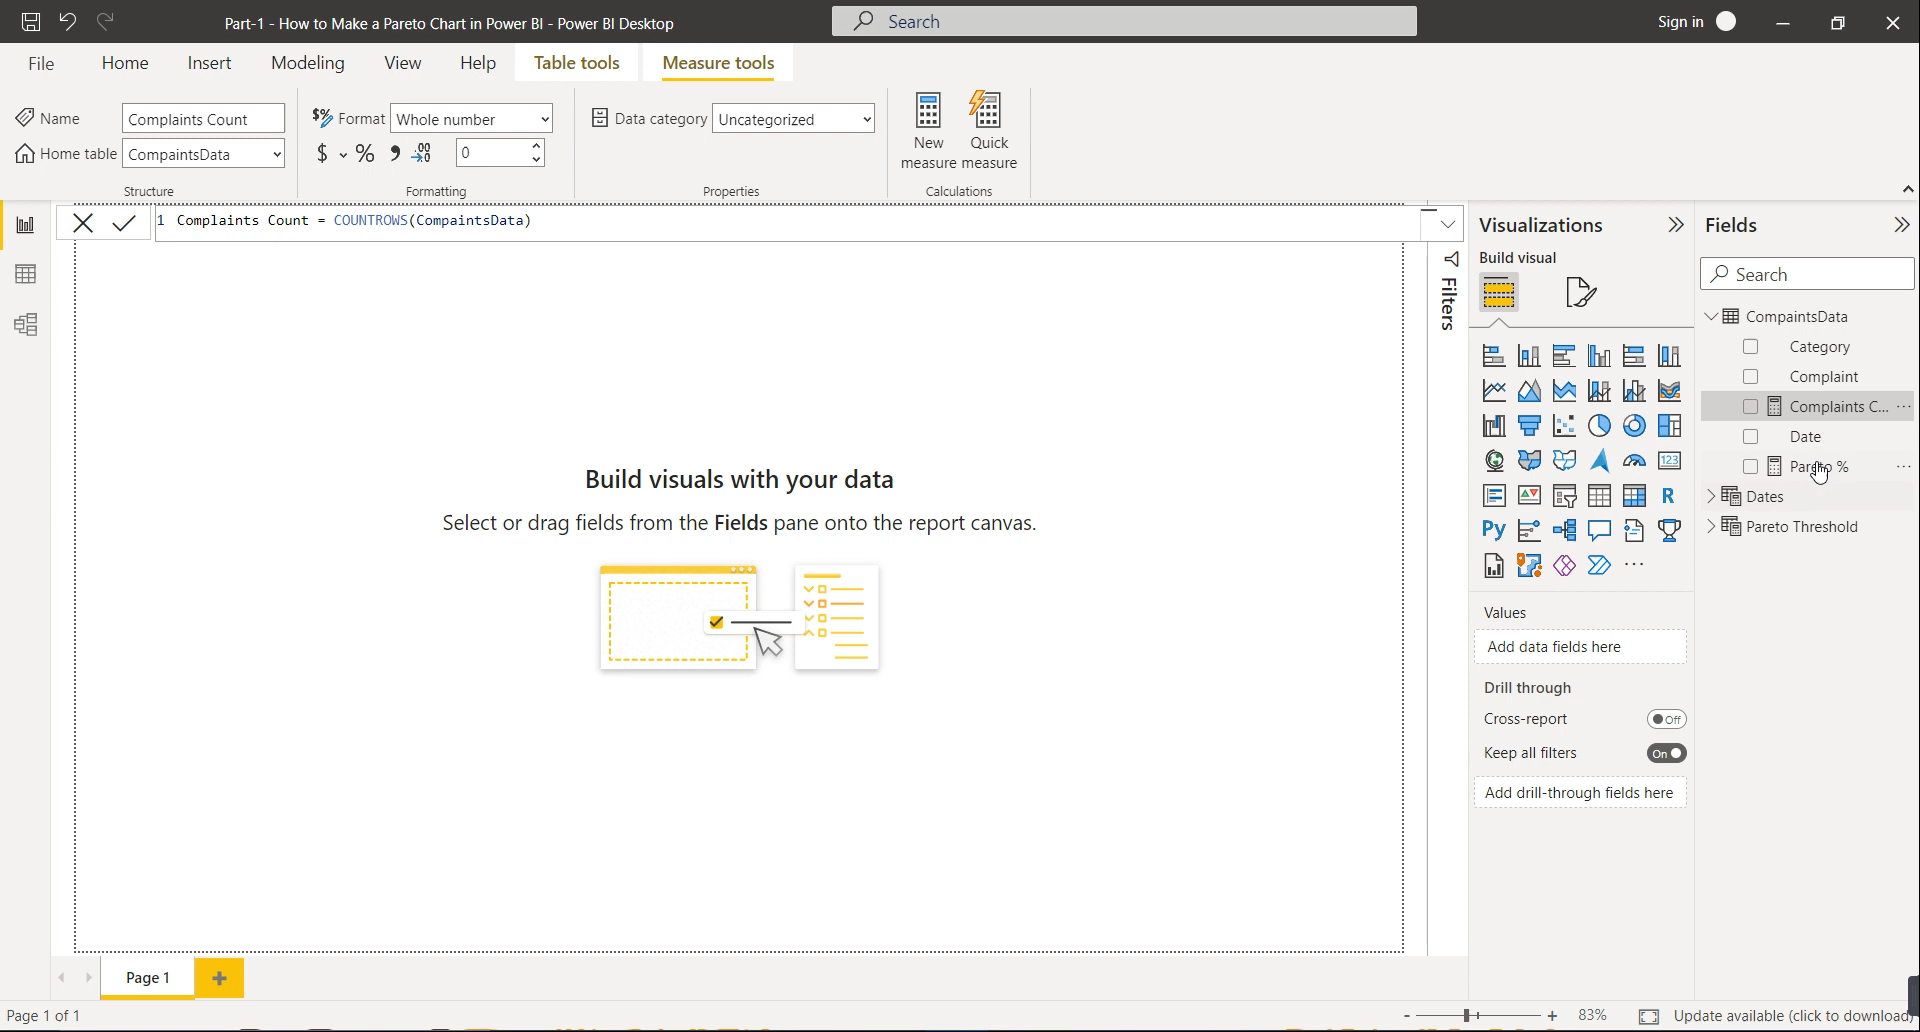 Part-1 - How to Make a Pareto Chart in Power BI - Power BI Desktop
Search
Sign in
File
Home
Insert
Modeling
View
Help
Table tools
Measure tools
Name
Complaints Count
Home table
CompaintsData
Structure
Format
Whole number
$
%
0
Formatting
Data category
Uncategorized
Properties
New measure
Quick measure
Calculations
1 Complaints Count = COUNTROWS(CompaintsData)
Build visuals with your data
Select or drag fields from the Fields pane onto the report canvas.
Filters
Visualizations
Build visual
123
R
Py
Values
Add data fields here
Drill through
Cross-report
Off
Keep all filters
On
Add drill-through fields here
Fields
Search
CompaintsData
Category
Complaint
Complaints C...
Date
Pareto %
Dates
Pareto Threshold
Page 1
Page 1 of 1
83%
Update available (click to download)